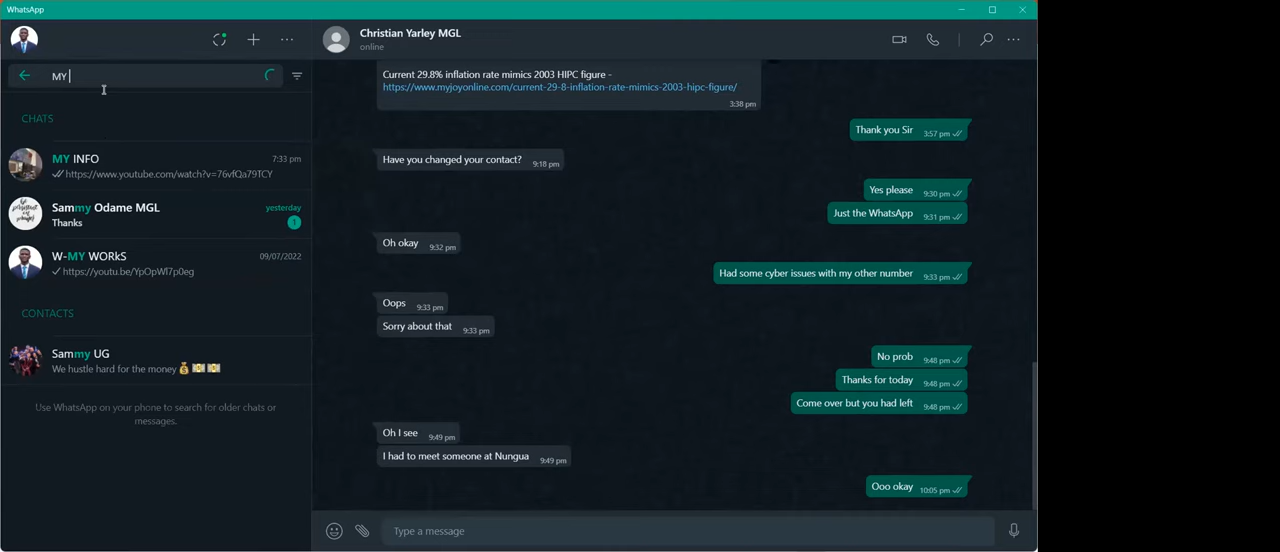 WhatsApp
MY
CHATS
MY INFO
7:33 pm
https://www.youtube.com/watch?v=76vfQa79TCY
Sammy Odame MGL
yesterday
Thanks
1
W-MY WORkS
09/07/2022
https://youtu.be/YpOpWl7p0eg
CONTACTS
Sammy UG
We hustle hard for the money 💰💵💵
Use WhatsApp on your phone to search for older chats or
messages.
Christian Yarley MGL
online
Current 29.8% inflation rate mimics 2003 HIPC figure -
https://www.myjoyonline.com/current-29-8-inflation-rate-mimics-2003-hipc-figure/
3:38 pm
Thank you Sir 3:57 pm
Have you changed your contact? 9:18 pm
Yes please 9:30 pm
Just the WhatsApp 9:31 pm
Oh okay 9:32 pm
Had some cyber issues with my other number 9:33 pm
Oops 9:33 pm
Sorry about that 9:33 pm
No prob 9:48 pm
Thanks for today 9:48 pm
Come over but you had left 9:48 pm
Oh I see 9:49 pm
I had to meet someone at Nungua 9:49 pm
Ooo okay 10:05 pm
Type a message